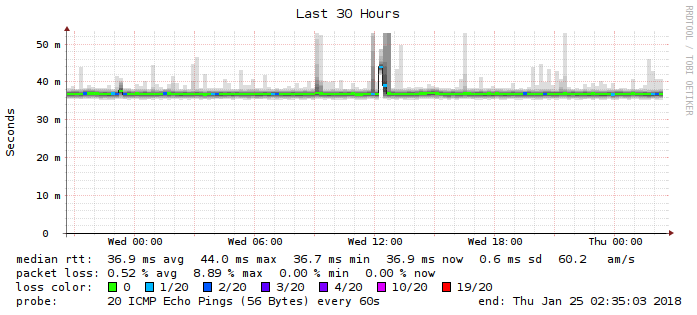 Last 30 Hours
RRDTOOL / TOBI OETIKER
Seconds
50 m
40 m
30 m
20 m
10 m
0
Wed 00:00 Wed 06:00 Wed 12:00 Wed 18:00 Thu 00:00
median rtt: 36.9 ms avg 44.0 ms max 36.7 ms min 36.9 ms now 0.6 ms sd 60.2 am/s
packet loss: 0.52 % avg 8.89 % max 0.00 % min 0.00 % now
loss color: 0 1/20 2/20 3/20 4/20 10/20 19/20
probe: 20 ICMP Echo Pings (56 Bytes) every 60s end: Thu Jan 25 02:35:03 2018